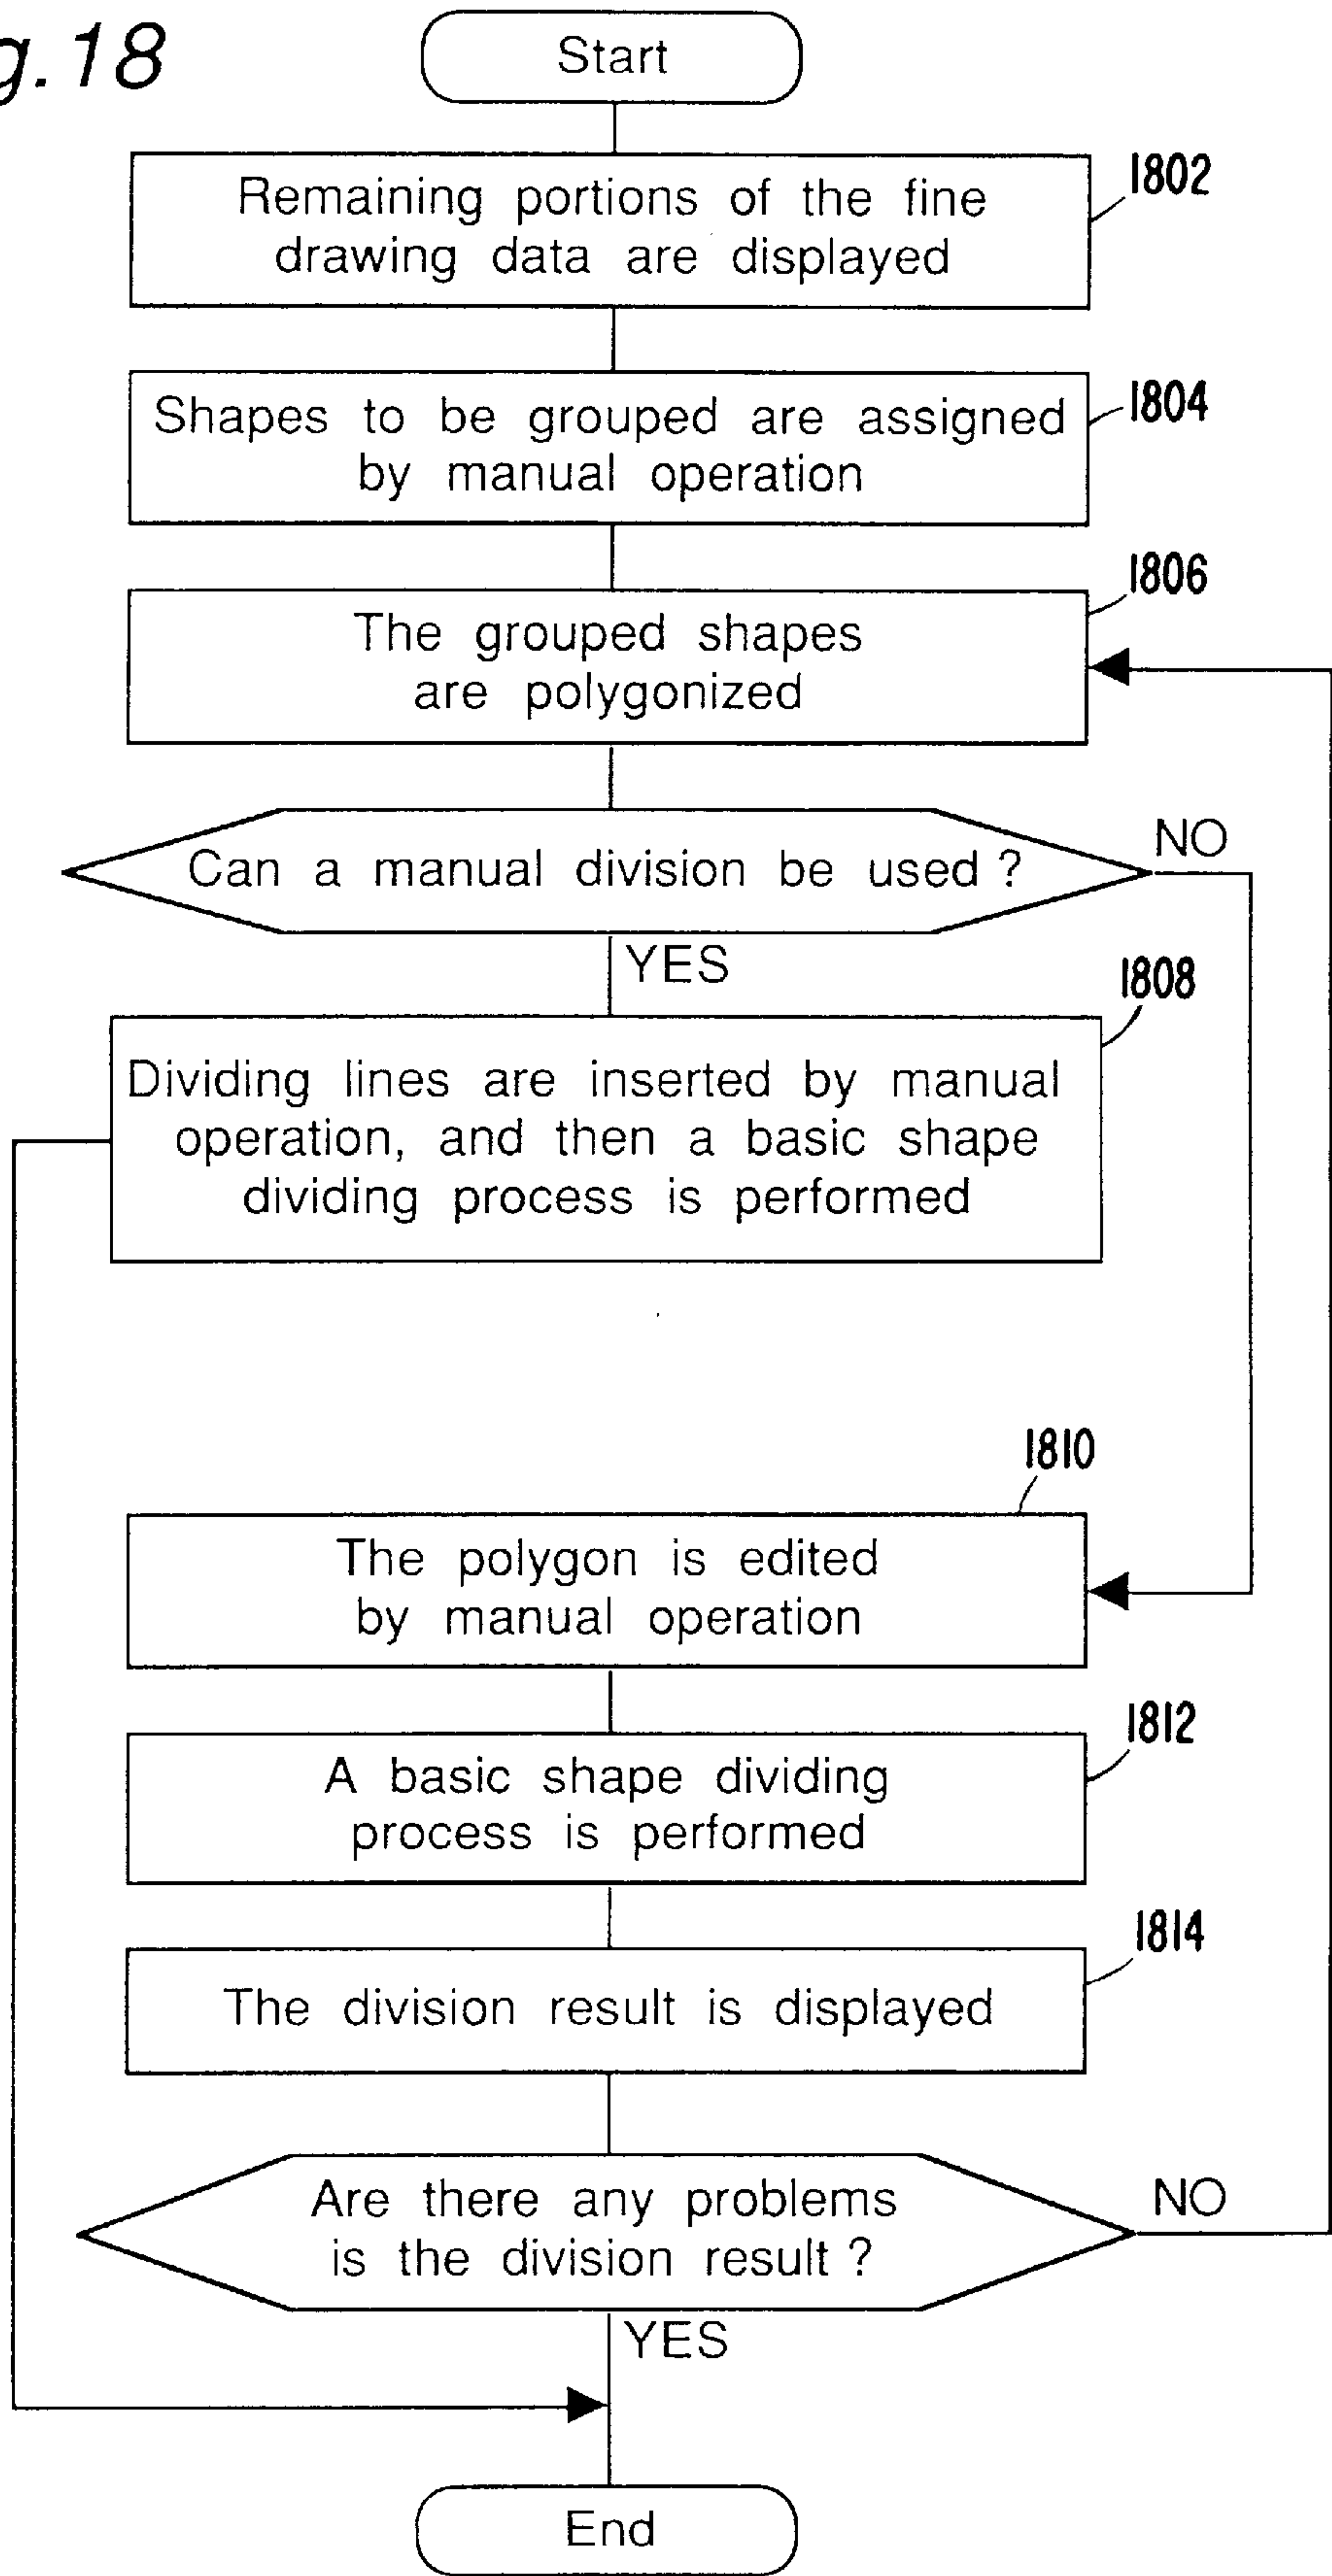 g.18
Start
Remaining portions of the fine
drawing data are displayed
1802
Shapes to be grouped are assigned
by manual operation
1804
The grouped shapes
are polygonized
1806
Can a manual division be used ?
NO
YES
Dividing lines are inserted by manual
operation, and then a basic shape
dividing process is performed
1808
The polygon is edited
by manual operation
1810
A basic shape dividing
process is performed
1812
The division result is displayed
1814
Are there any problems
is the division result ?
NO
YES
End